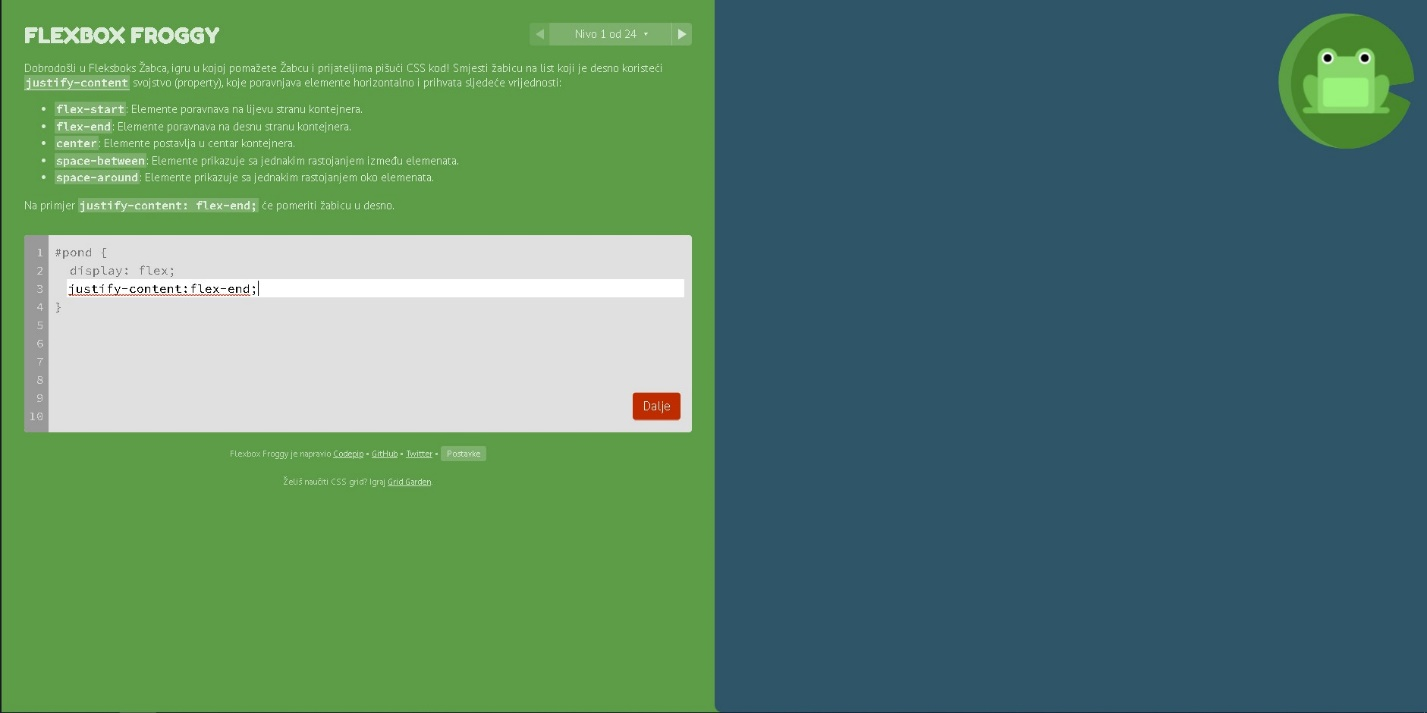 FLEXBOX FROGGY
Nivo 1 od 24
Dobrodošli u Fleksboks Žabca, igru u kojoj pomažete Žabcu i prijateljima pišući CSS kod! Smjesti žabicu na list koji je desno koristeći
justify-content svojstvo (property), koje poravnjava elemente horizontalno i prihvata sljedeće vrijednosti:
flex-start: Elemente poravnava na lijevu stranu kontejnera.
flex-end: Elemente poravnava na desnu stranu kontejnera.
center: Elemente postavlja u centar kontejnera.
space-between: Elemente prikazuje sa jednakim rastojanjem između elemenata.
space-around: Elemente prikazuje sa jednakim rastojanjem oko elemenata.
Na primjer justify-content: flex-end; će pomeriti žabicu u desno.
1 #pond {
2 display: flex;
3 justify-content:flex-end;
4 }
5
6
7
8
9
10
Dalje
Flexbox Froggy je napravio Codepip • GitHub • Twitter • Postavke
Želiš naučiti CSS grid? Igraj Grid Garden.